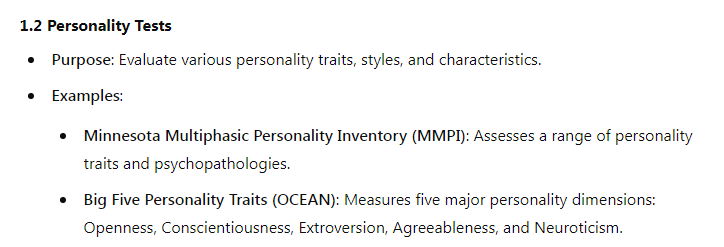 1.2 Personality Tests
• Purpose: Evaluate various personality traits, styles, and characteristics.
• Examples:
• Minnesota Multiphasic Personality Inventory (MMPI): Assesses a range of personality
traits and psychopathologies.
• Big Five Personality Traits (OCEAN): Measures five major personality dimensions:
Openness, Conscientiousness, Extroversion, Agreeableness, and Neuroticism.